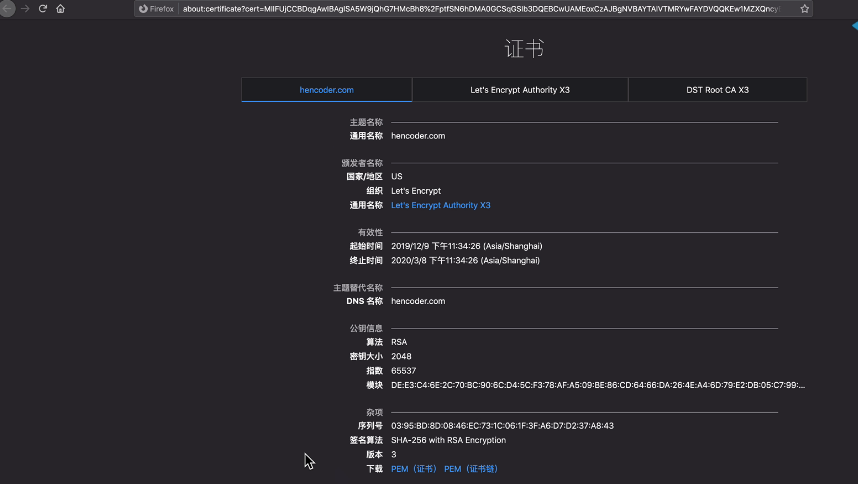 Firefox about:certificate?cert=MIIFUjCCBDqgAwIBAgISA5W9jQhG7HMcBh8%2FptfSN6hDMA0GCSqGSIb3DQEBCwUAMEoxCzAJBgNVBAYTAlVTMRYwFAYDVQQKEw1MZXQncyl
证书
hencoder.com Let's Encrypt Authority X3 DST Root CA X3
主题名称
通用名称 hencoder.com
颁发者名称
国家/地区 US
组织 Let's Encrypt
通用名称 Let's Encrypt Authority X3
有效性
起始时间 2019/12/9 下午11:34:26 (Asia/Shanghai)
终止时间 2020/3/8 下午11:34:26 (Asia/Shanghai)
主题替代名称
DNS 名称 hencoder.com
公钥信息
算法 RSA
密钥大小 2048
指数 65537
模块 DE:E3:C4:6E:2C:70:BC:90:6C:D4:5C:F3:78:AF:A5:09:BE:86:CD:64:66:DA:26:4E:A4:6D:79:E2:DB:05:C7:99:...
杂项
序列号 03:95:BD:8D:08:46:EC:73:1C:06:1F:3F:A6:D7:D2:37:A8:43
签名算法 SHA-256 with RSA Encryption
版本 3
下载 PEM（证书） PEM（证书链）